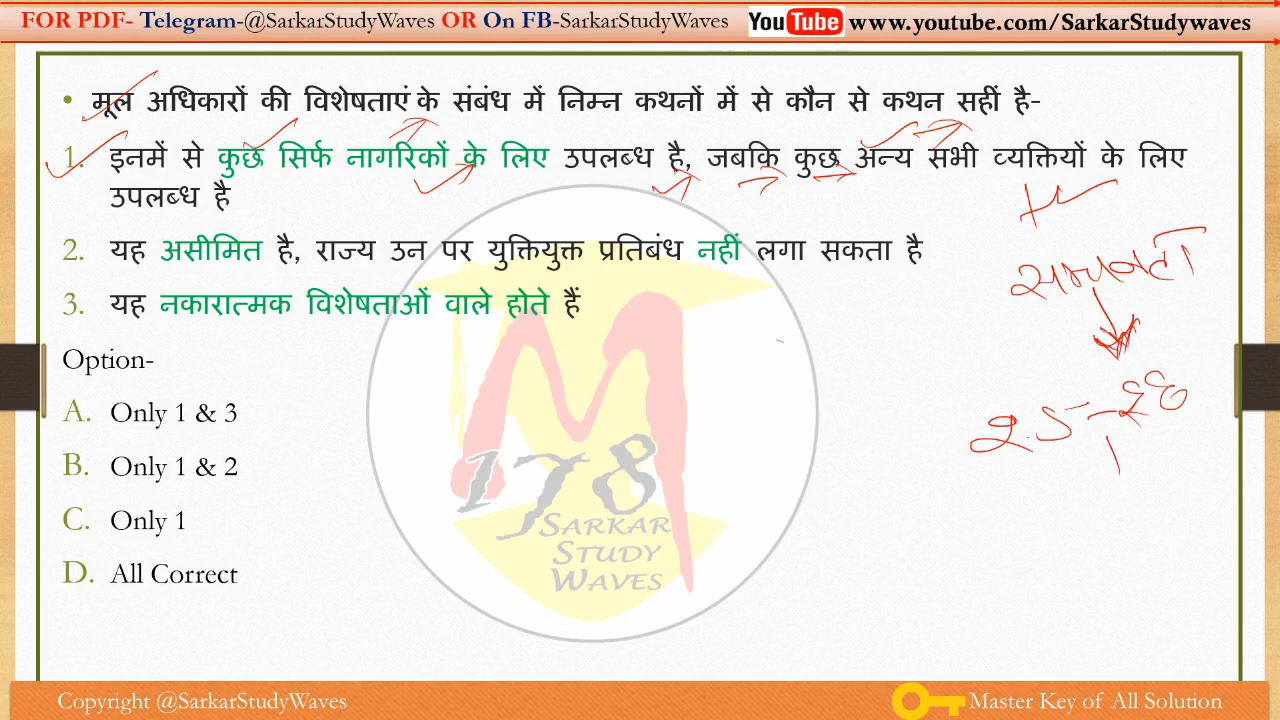 FOR PDF- Telegram-@SarkarStudyWaves OR On FB-SarkarStudyWaves YouTube www.youtube.com/SarkarStudywaves
• मूल अधिकारों की विशेषताएं के संबंध में निम्न कथनों में से कौन से कथन सहीं है-
1. इनमें से कुछ सिर्फ नागरिकों के लिए उपलब्ध है, जबकि कुछ अन्य सभी व्यक्तियों के लिए
उपलब्ध है
2. यह असीमित है, राज्य उन पर युक्तियुक्त प्रतिबंध नहीं लगा सकता है
3. यह नकारात्मक विशेषताओं वाले होते हैं
Option-
A. Only 1 & 3
B. Only 1 & 2
C. Only 1
D. All Correct
178
SARKAR
STUDY
WAVES
25-28
Copyright @SarkarStudyWaves
Master Key of All Solution